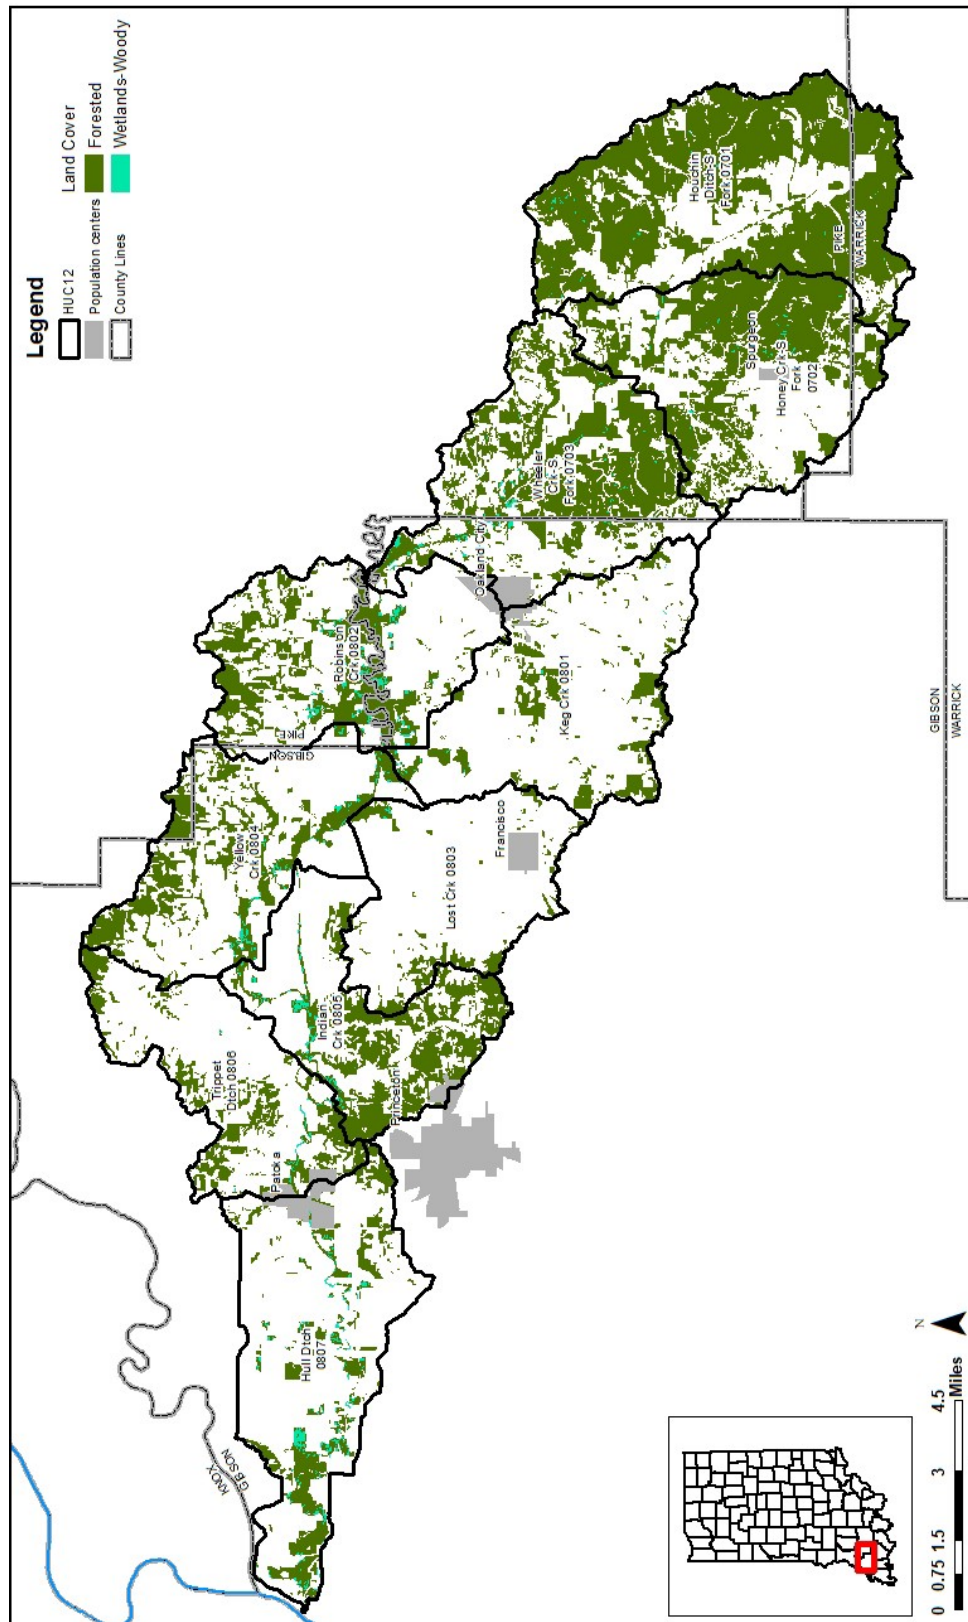 Legend
HUC12
Population centers
County Lines
Land Cover
Forested
Wetlands-Woody
Houchin
Ditch-S
Fork 0701
PIKE
WARRICK
Spurgeon
Honey Crk-S
Fork
0702
Wheeler
Crk -S
Fork 0703
Oakland City
Robinson
Crk 0802
PIKE
GIBSON
Keg Crk 0801
GIBSON
WARRICK
Yellow
Crk 0804
Francisco
Lost Crk 0803
Indian
Crk 0805
Princeton
Trippet
Dtch 0806
Patoka
Hull Dtch
0807
KNOX
GIBSON
N
0 0.75 1.5 3 4.5
Miles